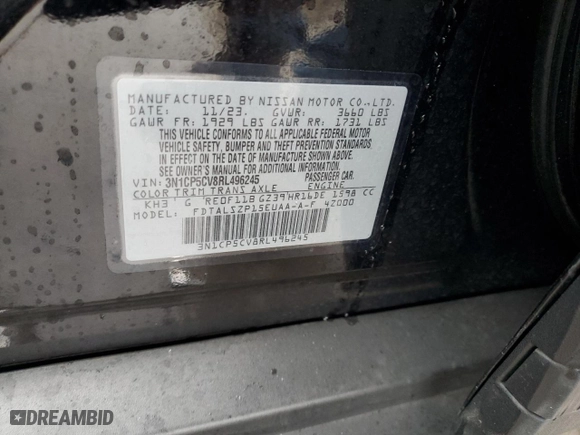 MANUFACTURED BY NISSAN MOTOR CO.,LTD.
DATE: 11/23. GVWR: 3660 LBS
GAWR FR: 1929 LBS GAWR RR: 1731 LBS
THIS VEHICLE CONFORMS TO ALL APPLICABLE FEDERAL MOTOR
VEHICLE SAFETY, BUMPER AND THEFT PREVENTION STANDARDS
IN EFFECT ON THE DATE OF MANUFACTURE SHOWN ABOVE.
SEE OWNER'S MANUAL FOR ADDITIONAL INFORMATION
VIN: 3N1CP5CV8RL496245 PASSENGER CAR.
COLOR TRIM TRANS AXLE ENGINE
KH3 G RE0F11B GZ39 HR16DE 1598 CC
MODEL: FDTALSZP15EUAA-A-F 42000
3N1CP5CV8RL496245
DREAMBID